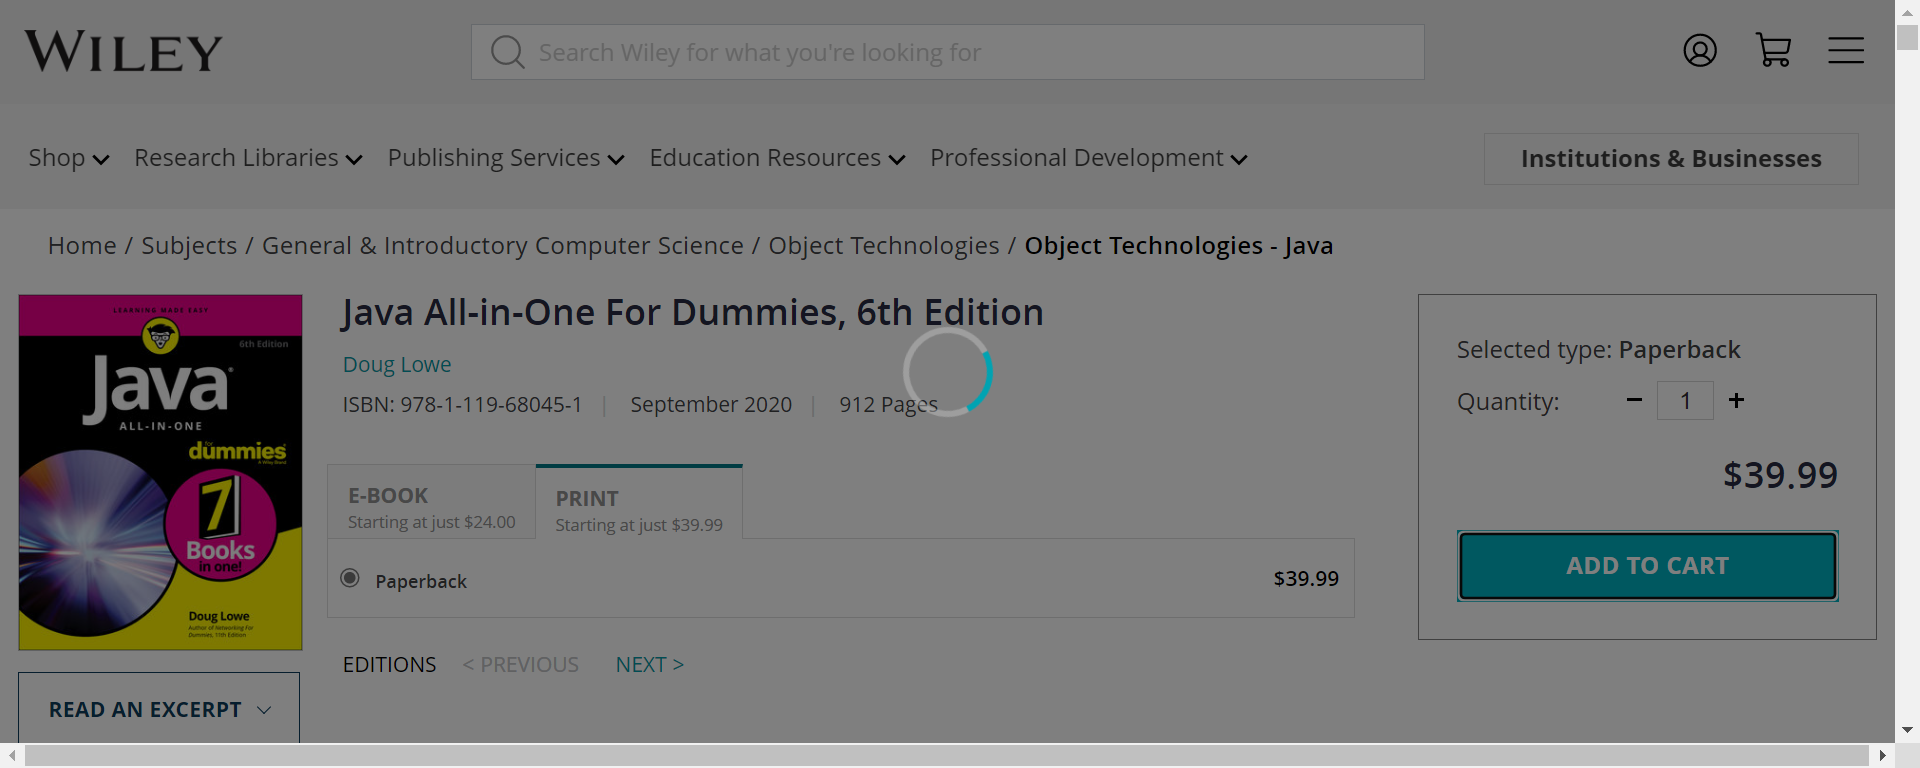 WILEY
Search Wiley for what you're looking for
Shop Research Libraries Publishing Services Education Resources Professional Development
Institutions & Businesses
Home / Subjects / General & Introductory Computer Science / Object Technologies / Object Technologies - Java
LEARNING MADE EASY
6th Edition
Java
ALL-IN-ONE
for
dummies
A Wiley Brand
7
Books
in one!
Doug Lowe
Author of Networking For
Dummies, 11th Edition
READ AN EXCERPT
Java All-in-One For Dummies, 6th Edition
Doug Lowe
ISBN: 978-1-119-68045-1 | September 2020 | 912 Pages
E-BOOK
Starting at just $24.00
PRINT
Starting at just $39.99
Paperback $39.99
EDITIONS < PREVIOUS NEXT >
Selected type: Paperback
Quantity: − 1 +
$39.99
ADD TO CART